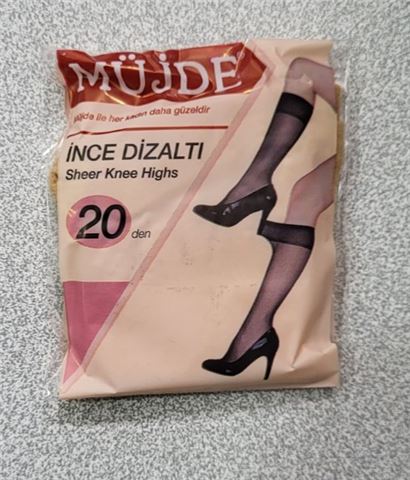 MÜJDE
Müjde ile her kadın daha güzeldir
İNCE DİZALTI
Sheer Knee Highs
20 den